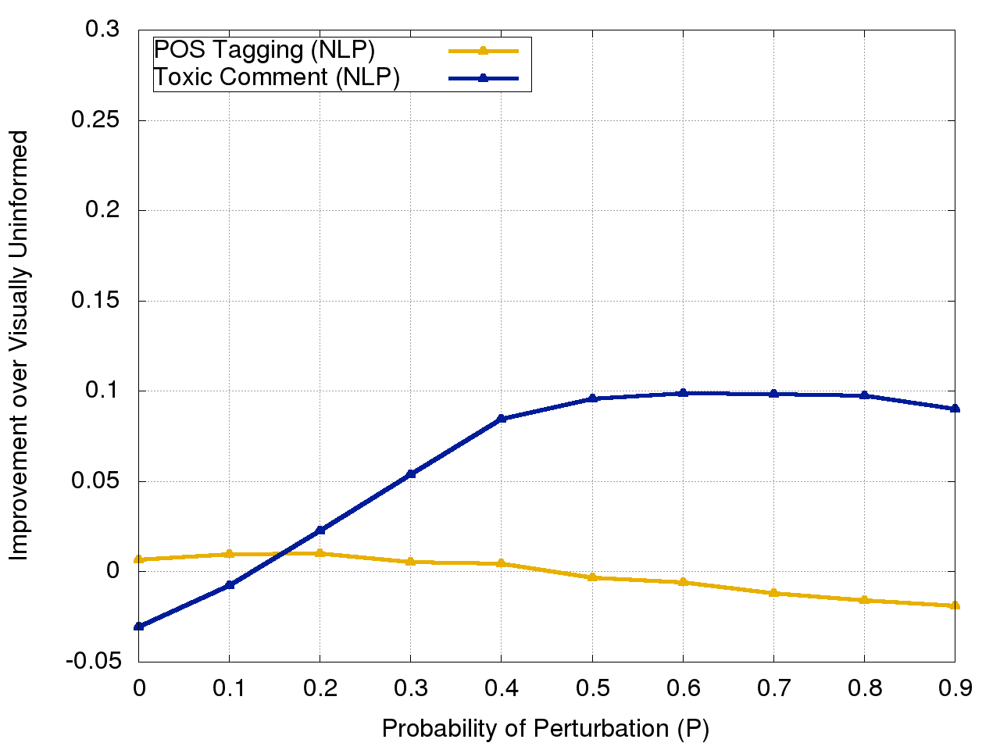 0.3
POS Tagging (NLP)
Toxic Comment (NLP)
0.25
0.2
0.15
0.1
0.05
0
-0.05
Improvement over Visually Uninformed
0 0.1 0.2 0.3 0.4 0.5 0.6 0.7 0.8 0.9
Probability of Perturbation (P)